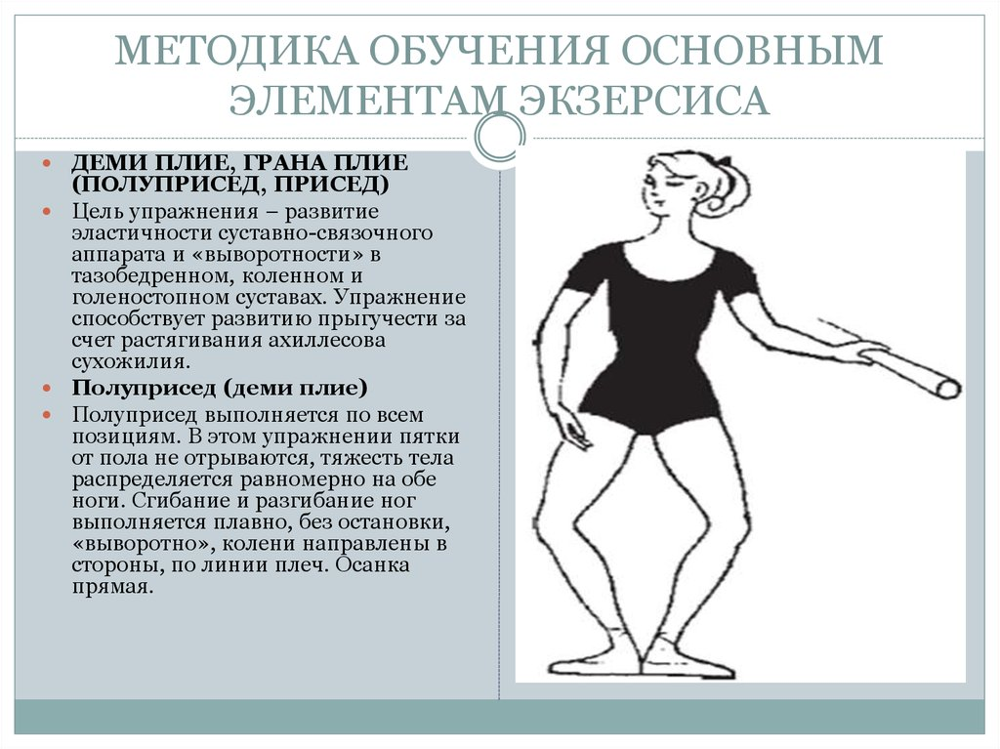 МЕТОДИКА ОБУЧЕНИЯ ОСНОВНЫМ
ЭЛЕМЕНТАМ ЭКЗЕРСИСА
• ДЕМИ ПЛИЕ, ГРАНА ПЛИЕ
(ПОЛУПРИСЕД, ПРИСЕД)
• Цель упражнения – развитие
эластичности суставно-связочного
аппарата и «выворотности» в
тазобедренном, коленном и
голеностопном суставах. Упражнение
способствует развитию прыгучести за
счет растягивания ахиллесова
сухожилия.
• Полуприсед (деми плие)
• Полуприсед выполняется по всем
позициям. В этом упражнении пятки
от пола не отрываются, тяжесть тела
распределяется равномерно на обе
ноги. Сгибание и разгибание ног
выполняется плавно, без остановки,
«выворотно», колени направлены в
стороны, по линии плеч. Осанка
прямая.